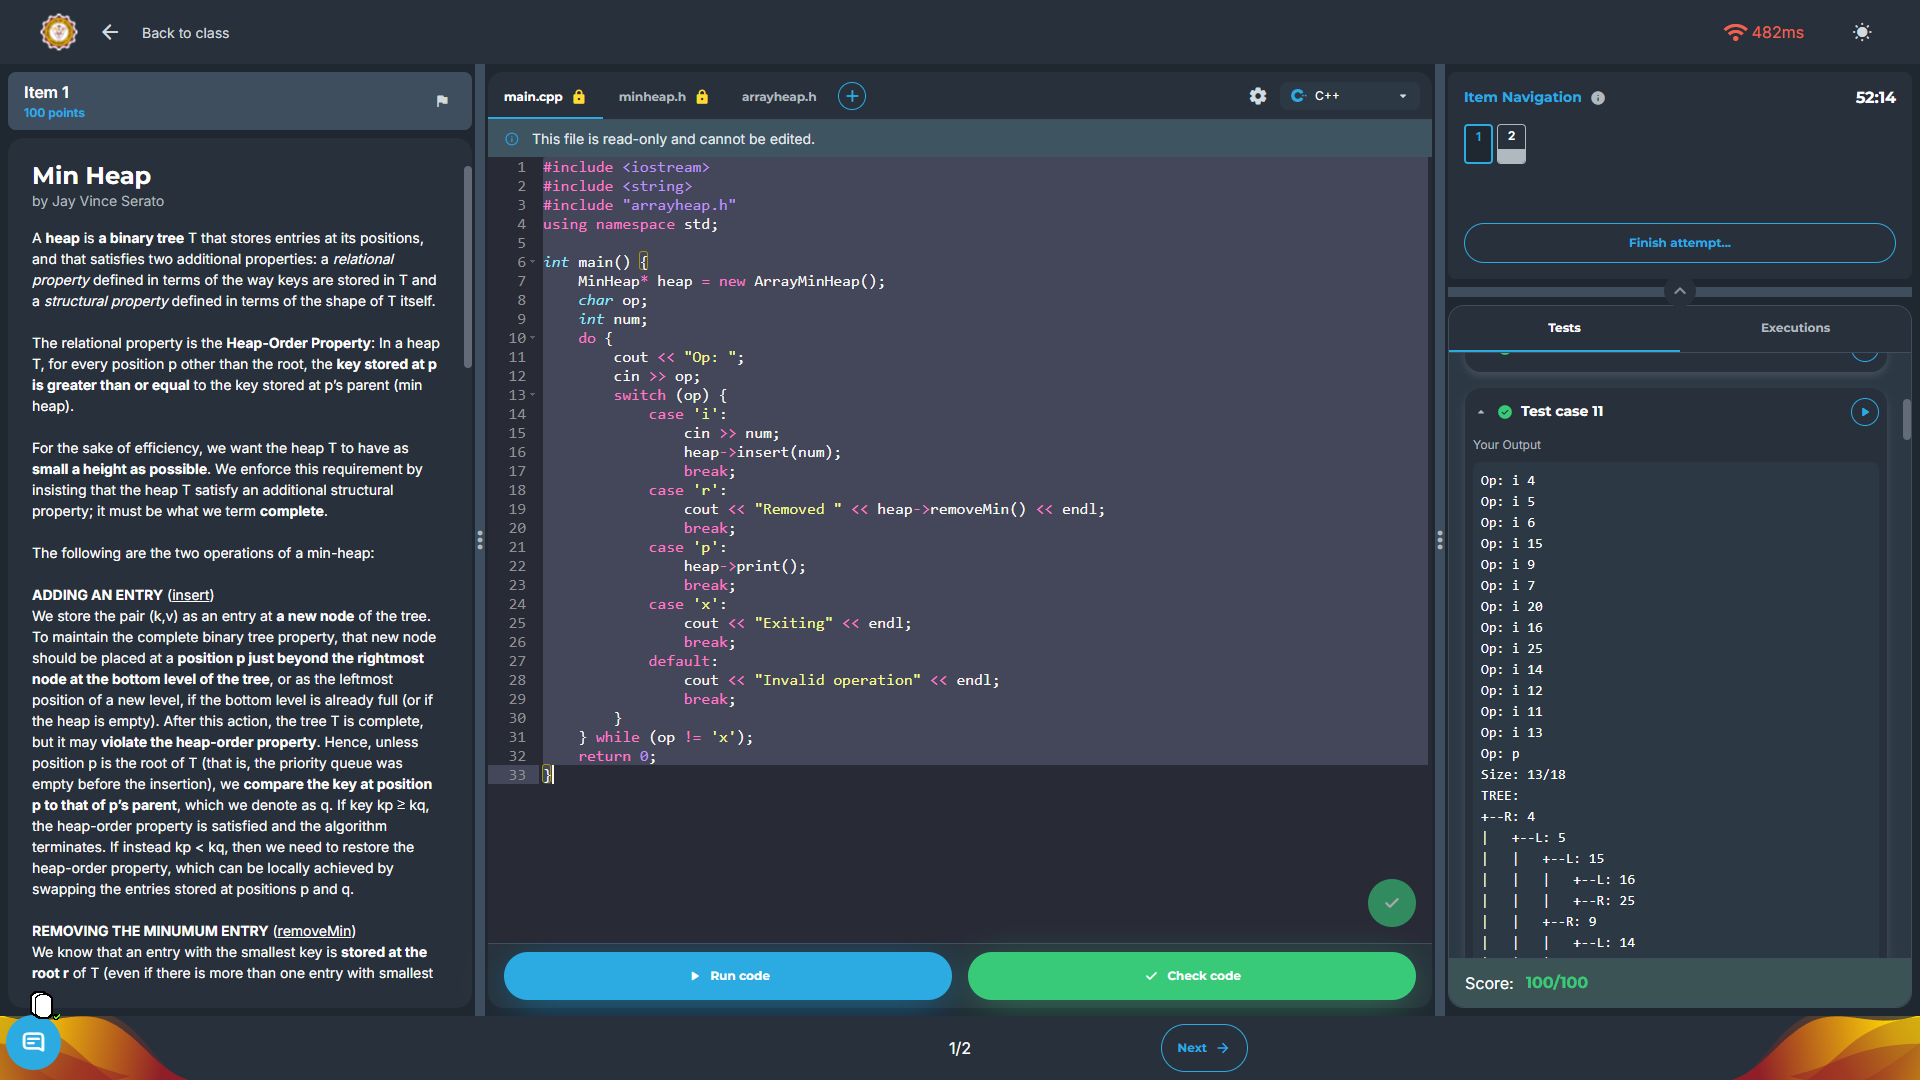 Back to class
482ms
Item 1
100 points
Min Heap
by Jay Vince Serato
A heap is a binary tree T that stores entries at its positions,
and that satisfies two additional properties: a relational
property defined in terms of the way keys are stored in T and
a structural property defined in terms of the shape of T itself.
The relational property is the Heap-Order Property: In a heap
T, for every position p other than the root, the key stored at p
is greater than or equal to the key stored at p's parent (min
heap).
For the sake of efficiency, we want the heap T to have as
small a height as possible. We enforce this requirement by
insisting that the heap T satisfy an additional structural
property; it must be what we term complete.
The following are the two operations of a min-heap:
ADDING AN ENTRY (insert)
We store the pair (k,v) as an entry at a new node of the tree.
To maintain the complete binary tree property, that new node
should be placed at a position p just beyond the rightmost
node at the bottom level of the tree, or as the leftmost
position of a new level, if the bottom level is already full (or if
the heap is empty). After this action, the tree T is complete,
but it may violate the heap-order property. Hence, unless
position p is the root of T (that is, the priority queue was
empty before the insertion), we compare the key at position
p to that of p's parent, which we denote as q. If key kp ≥ kq,
the heap-order property is satisfied and the algorithm
terminates. If instead kp < kq, then we need to restore the
heap-order property, which can be locally achieved by
swapping the entries stored at positions p and q.
REMOVING THE MINUMUM ENTRY (removeMin)
We know that an entry with the smallest key is stored at the
root r of T (even if there is more than one entry with smallest
main.cpp
minheap.h
arrayheap.h
C++
This file is read-only and cannot be edited.
1 #include <iostream>
2 #include <string>
3 #include "arrayheap.h"
4 using namespace std;
5
6 int main() {
7 MinHeap* heap = new ArrayMinHeap();
8 char op;
9 int num;
10 do {
11 cout << "Op: ";
12 cin >> op;
13 switch (op) {
14 case 'i':
15 cin >> num;
16 heap->insert(num);
17 break;
18 case 'r':
19 cout << "Removed " << heap->removeMin() << endl;
20 break;
21 case 'p':
22 heap->print();
23 break;
24 case 'x':
25 cout << "Exiting" << endl;
26 break;
27 default:
28 cout << "Invalid operation" << endl;
29 break;
30 }
31 } while (op != 'x');
32 return 0;
33 }
Run code
Check code
Item Navigation
52:14
1
2
Finish attempt...
Tests
Executions
Test case 11
Your Output
Op: i 4
Op: i 5
Op: i 6
Op: i 15
Op: i 9
Op: i 7
Op: i 20
Op: i 16
Op: i 25
Op: i 14
Op: i 12
Op: i 11
Op: i 13
Op: p
Size: 13/18
TREE:
+--R: 4
|   +--L: 5
|   |   +--L: 15
|   |   |   +--L: 16
|   |   |   +--R: 25
|   |   +--R: 9
|   |   |   +--L: 14
Score: 100/100
1/2
Next